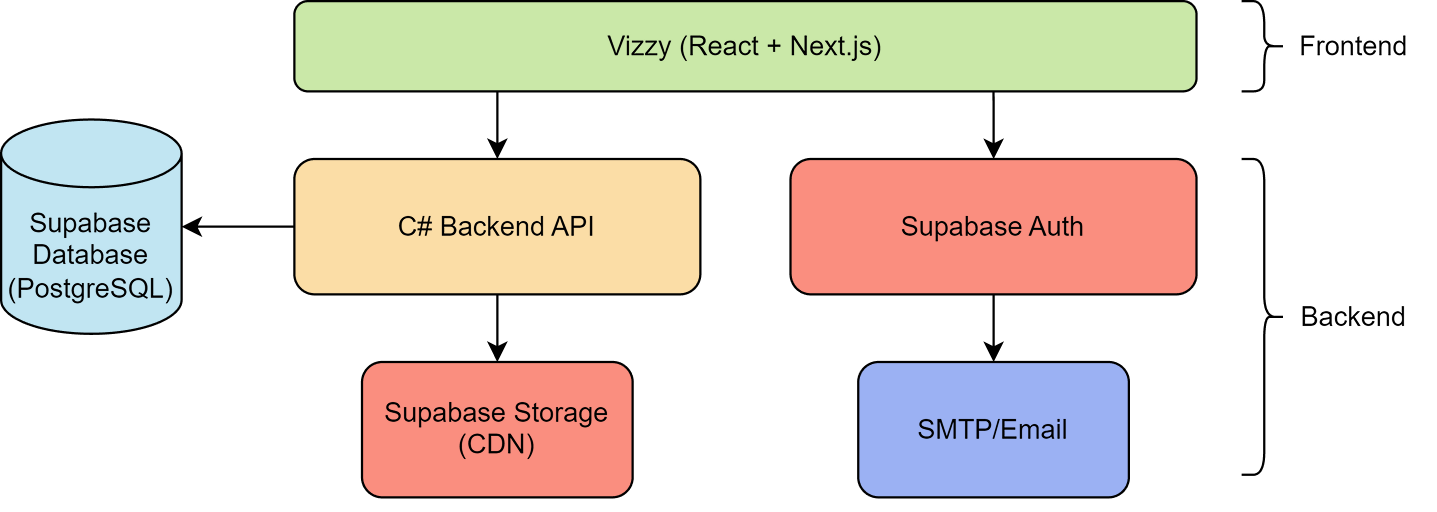 Vizzy (React + Next.js)
Frontend
Supabase
Database
(PostgreSQL)
C# Backend API
Supabase Auth
Backend
Supabase Storage
(CDN)
SMTP/Email